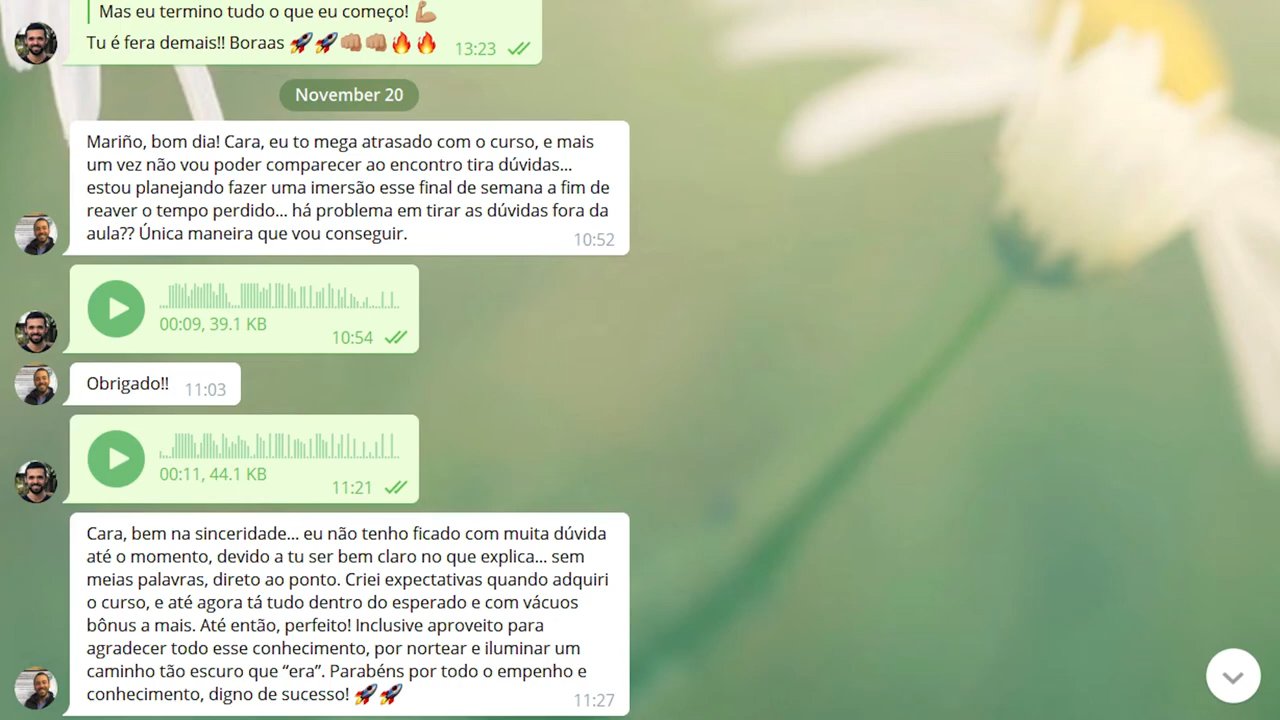 Mas eu termino tudo o que eu começo! 💪🏼
Tu é fera demais!! Boraas 🚀🚀👊🏼👊🏼🔥🔥 13:23
November 20
Mariño, bom dia! Cara, eu to mega atrasado com o curso, e mais
um vez não vou poder comparecer ao encontro tira dúvidas...
estou planejando fazer uma imersão esse final de semana a fim de
reaver o tempo perdido... há problema em tirar as dúvidas fora da
aula?? Única maneira que vou conseguir. 10:52
00:09, 39.1 KB
10:54
Obrigado!! 11:03
00:11, 44.1 KB
11:21
Cara, bem na sinceridade... eu não tenho ficado com muita dúvida
até o momento, devido a tu ser bem claro no que explica... sem
meias palavras, direto ao ponto. Criei expectativas quando adquiri
o curso, e até agora tá tudo dentro do esperado e com vácuos
bônus a mais. Até então, perfeito! Inclusive aproveito para
agradecer todo esse conhecimento, por nortear e iluminar um
caminho tão escuro que “era”. Parabéns por todo o empenho e
conhecimento, digno de sucesso! 🚀🚀 11:27